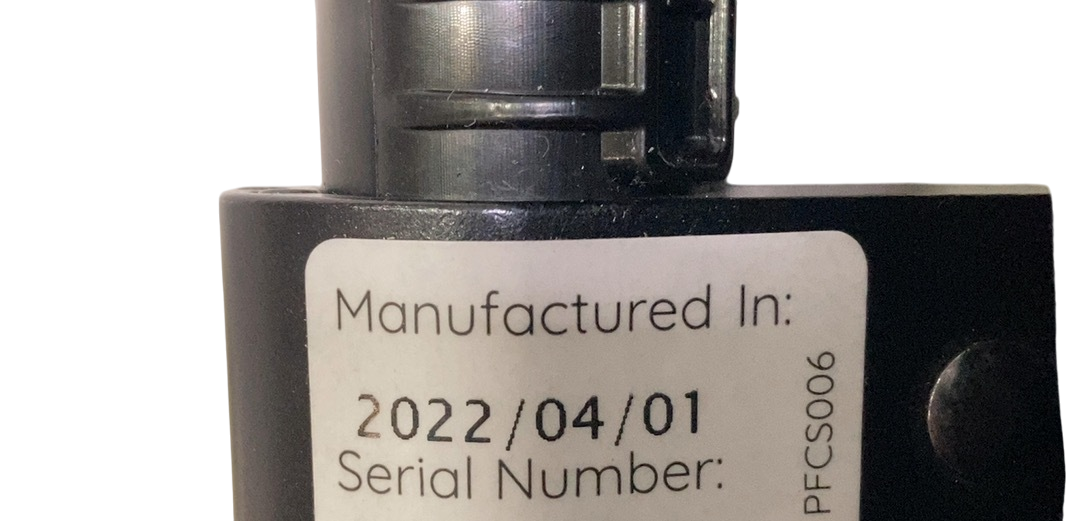 Manufactured In:
2022/04/01
Serial Number:
PFCS006